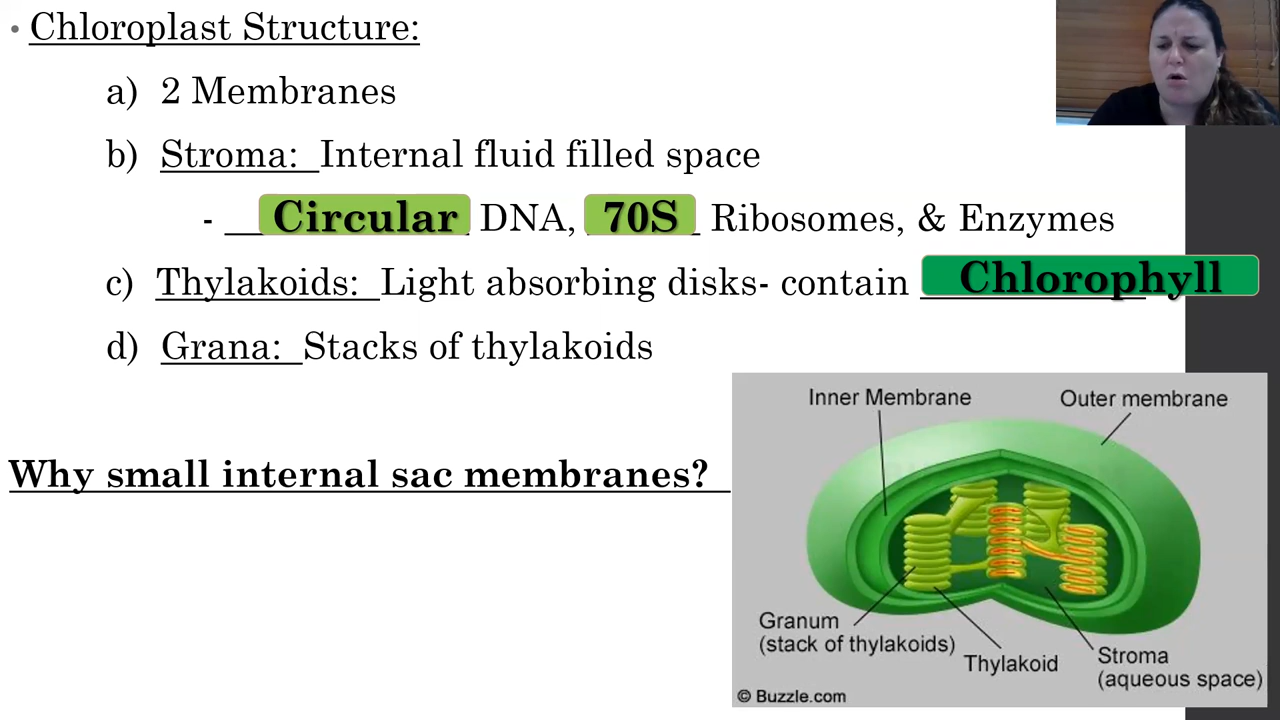 • Chloroplast Structure:
a) 2 Membranes
b) Stroma: Internal fluid filled space
- Circular DNA, 70S Ribosomes, & Enzymes
c) Thylakoids: Light absorbing disks- contain Chlorophyll
d) Grana: Stacks of thylakoids
Why small internal sac membranes?
Inner Membrane
Outer membrane
Granum
(stack of thylakoids)
Thylakoid
Stroma
(aqueous space)
© Buzzle.com